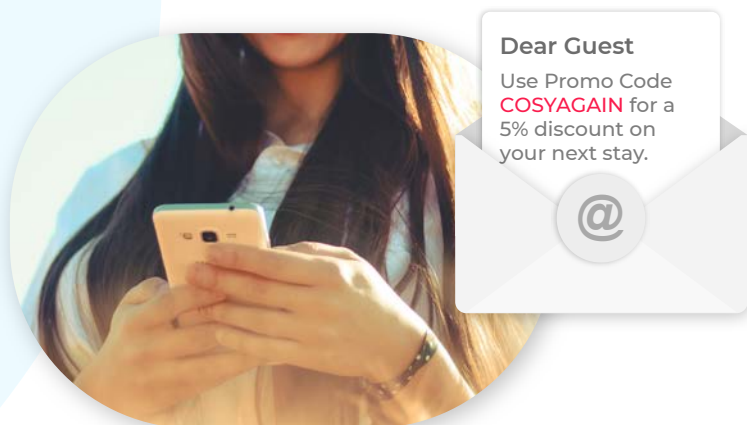 Dear Guest
Use Promo Code
COSYAGAIN for a
5% discount on
your next stay.
@